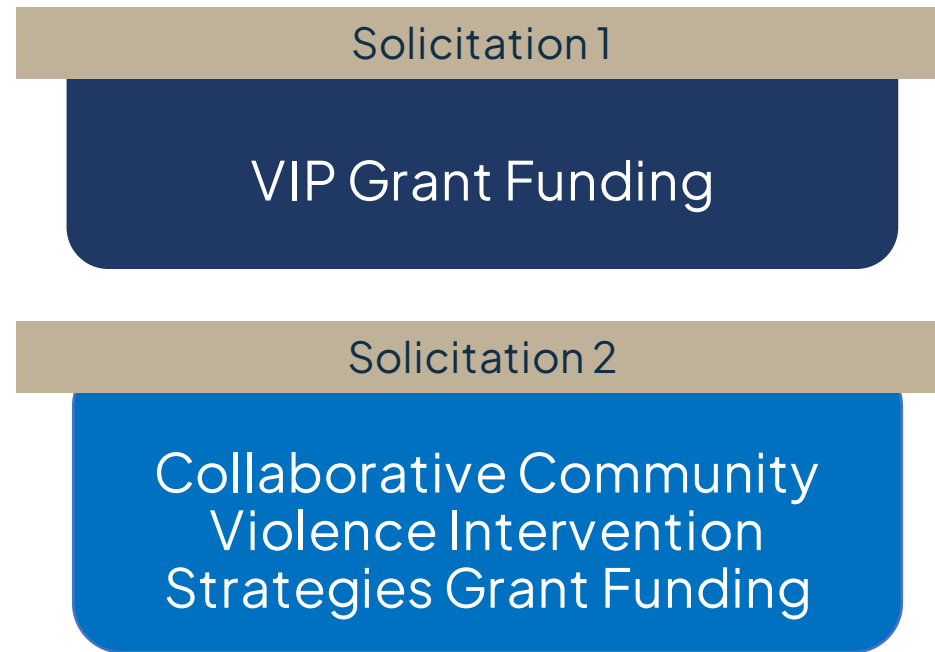 Solicitation 1
VIP Grant Funding
Solicitation 2
Collaborative Community
Violence Intervention
Strategies Grant Funding